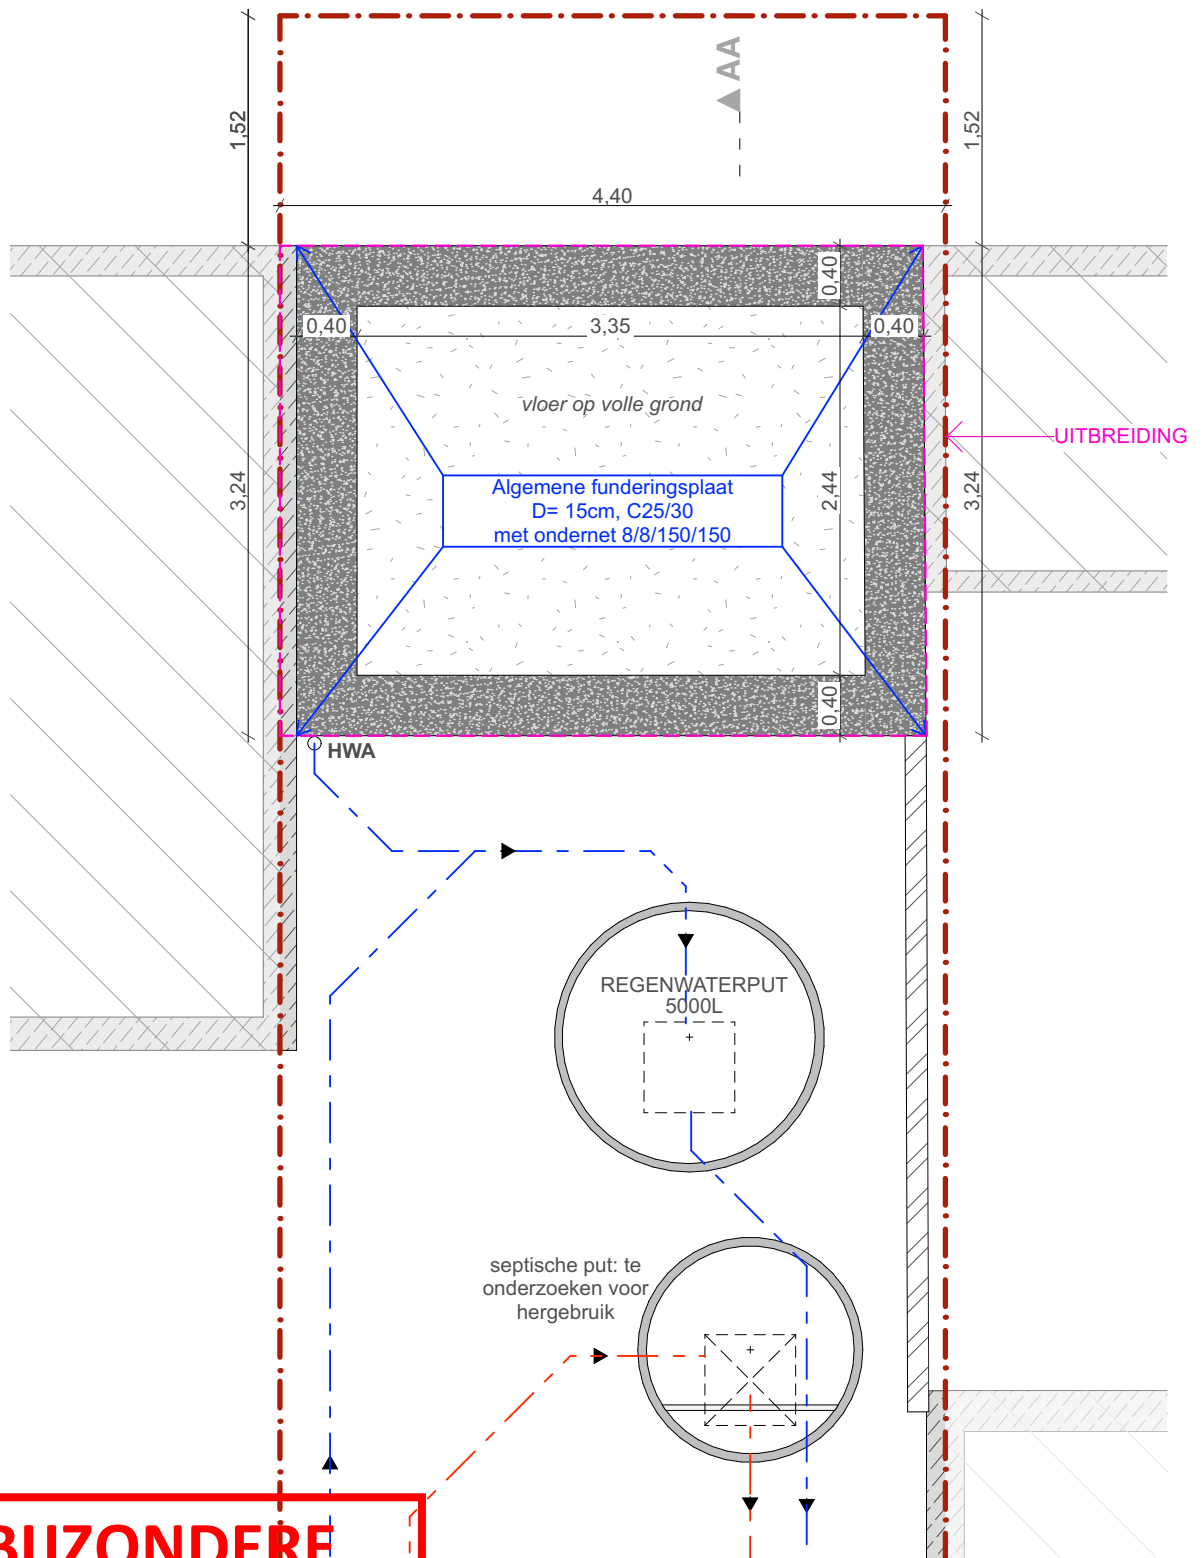 AA
1,52
1,52
4,40
0,40
0,40
3,35
0,40
vloer op volle grond
UITBREIDING
Algemene funderingsplaat
D= 15cm, C25/30
met ondernet 8/8/150/150
3,24
2,44
3,24
0,40
HWA
REGENWATERPUT
5000L
septische put: te
onderzoeken voor
hergebruik
BIJZONDERE